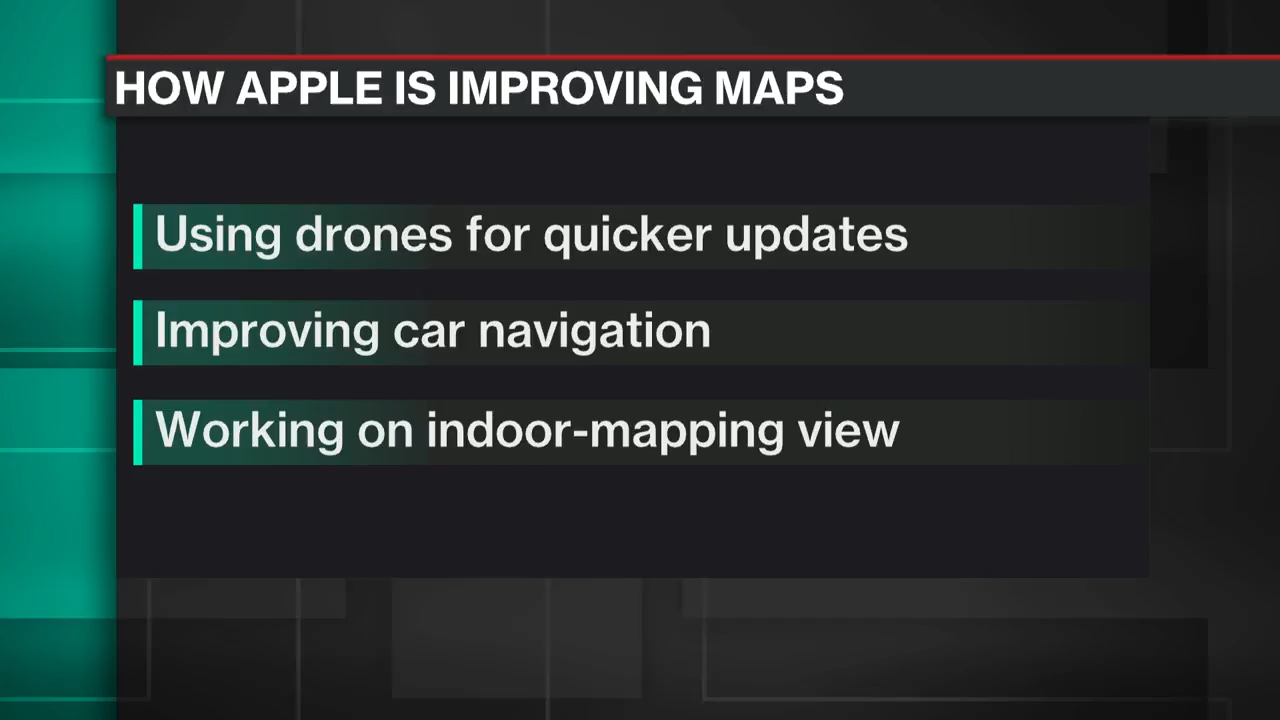 HOW APPLE IS IMPROVING MAPS
Using drones for quicker updates
Improving car navigation
Working on indoor-mapping view